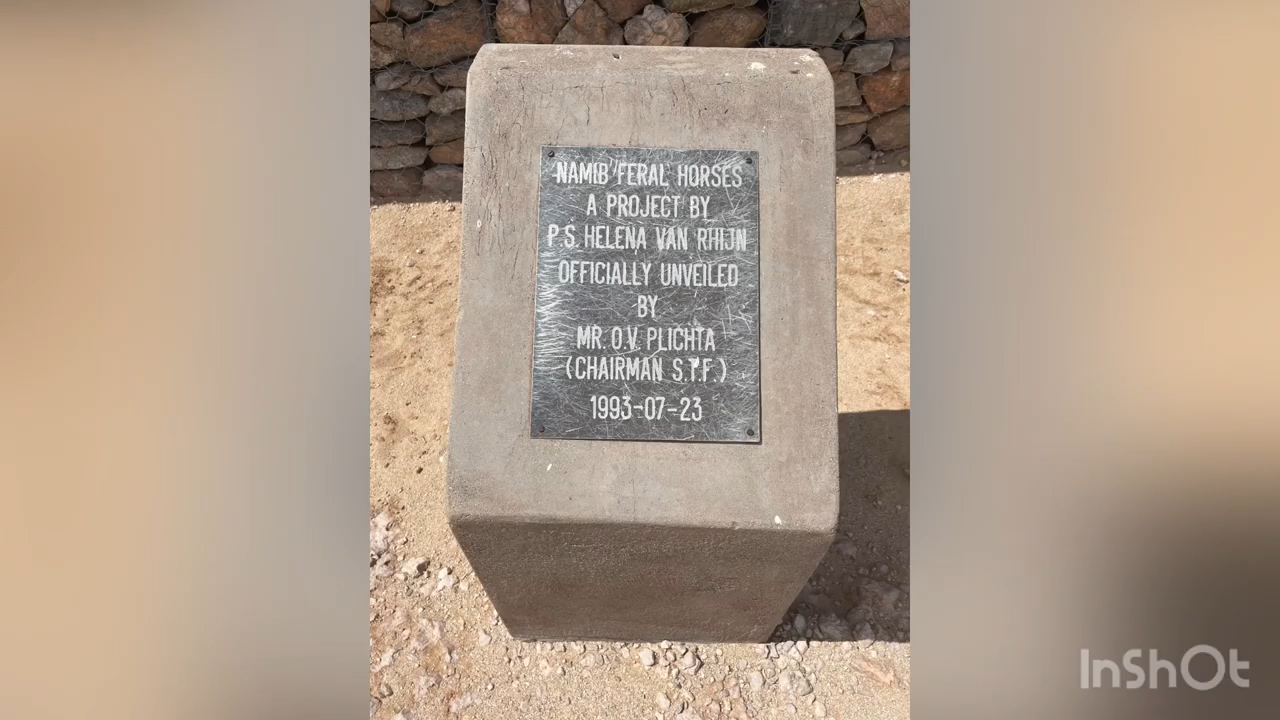 NAMIB FERAL HORSES
A PROJECT BY
P.S. HELENA VAN RHIJN
OFFICIALLY UNVEILED
BY
MR. O.V. PLICHTA
(CHAIRMAN S.T.F.)
1993-07-23
InShOt